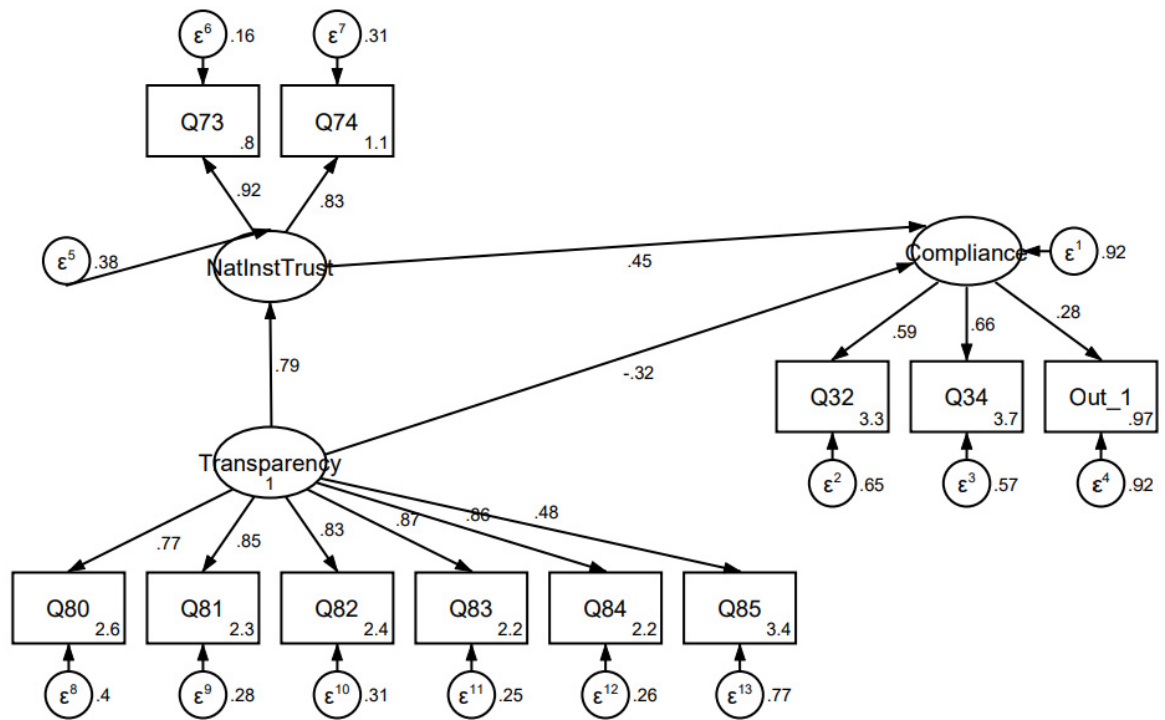 ε6 .16 ε7 .31
Q73 .8 Q74 1.1
.92 .83
ε5 .38 NatInstTrust .45 Compliance ε1 .92
.59 .66 .28
.79 -.32
Q32 3.3 Q34 3.7 Out_1 .97
Transparency
1
ε2 .65 ε3 .57 ε4 .92
.77 .85 .83 .87 .86 .48
Q80 2.6 Q81 2.3 Q82 2.4 Q83 2.2 Q84 2.2 Q85 3.4
ε8 .4 ε9 .28 ε10 .31 ε11 .25 ε12 .26 ε13 .77